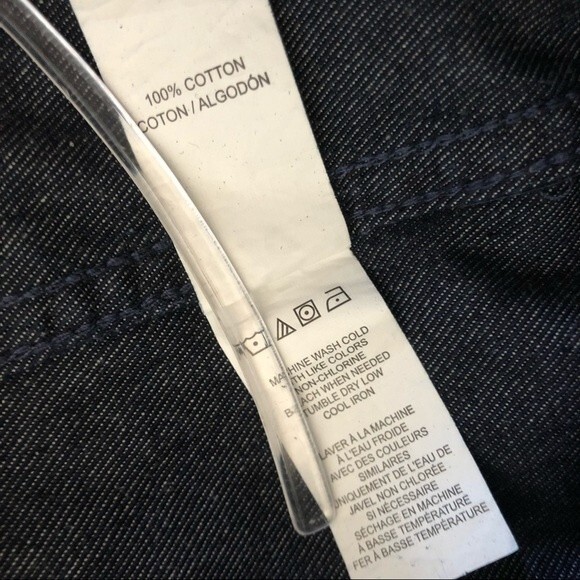 100% COTTON
COTON / ALGODÓN
MACHINE WASH COLD
WITH LIKE COLORS
NON-CHLORINE
BLEACH WHEN NEEDED
TUMBLE DRY LOW
COOL IRON
LAVER À LA MACHINE
À L'EAU FROIDE
AVEC DES COULEURS
SIMILAIRES
UNIQUEMENT DE L'EAU DE
JAVEL NON CHLORÉE
SI NÉCESSAIRE
SÉCHAGE EN MACHINE
À BASSE TEMPÉRATURE
FER À BASSE TEMPÉRATURE